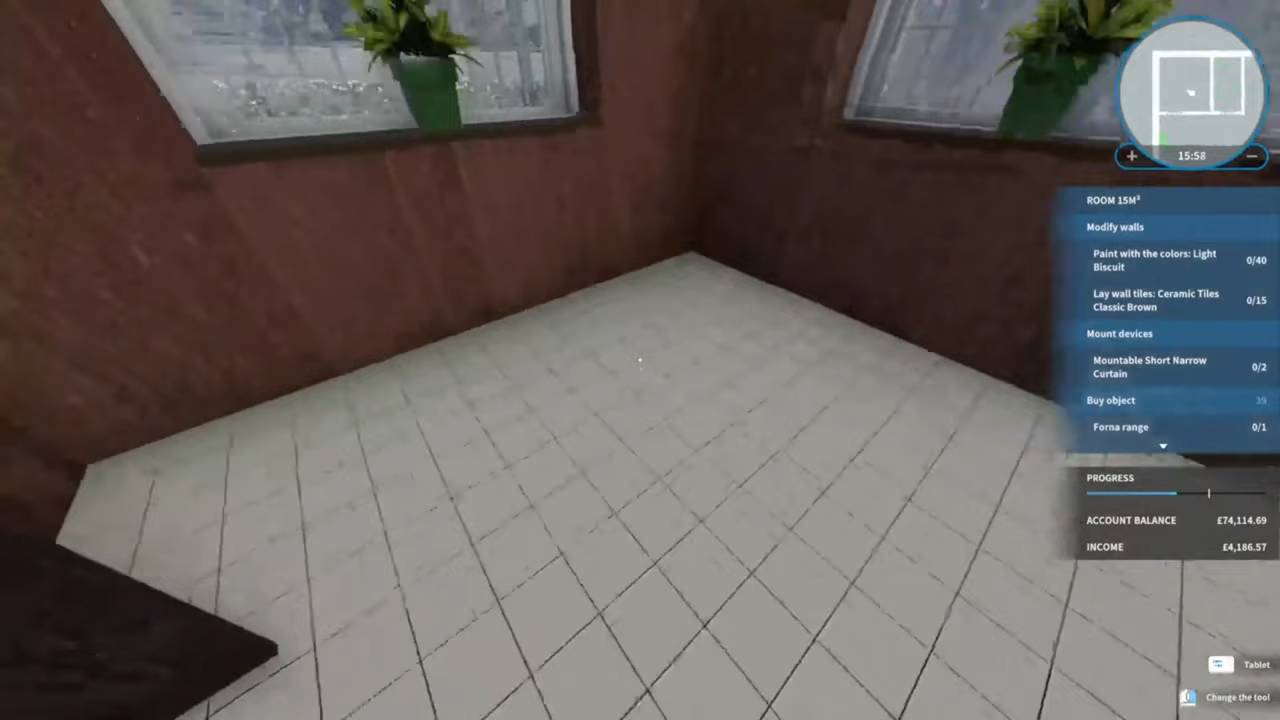 + 15:58 −
ROOM 15M²
Modify walls
Paint with the colors: Light
Biscuit 0/40
Lay wall tiles: Ceramic Tiles
Classic Brown 0/15
Mount devices
Mountable Short Narrow
Curtain 0/2
Buy object 39
Forna range 0/1
PROGRESS
ACCOUNT BALANCE £74,114.69
INCOME £4,186.57
Tablet
Change the tool